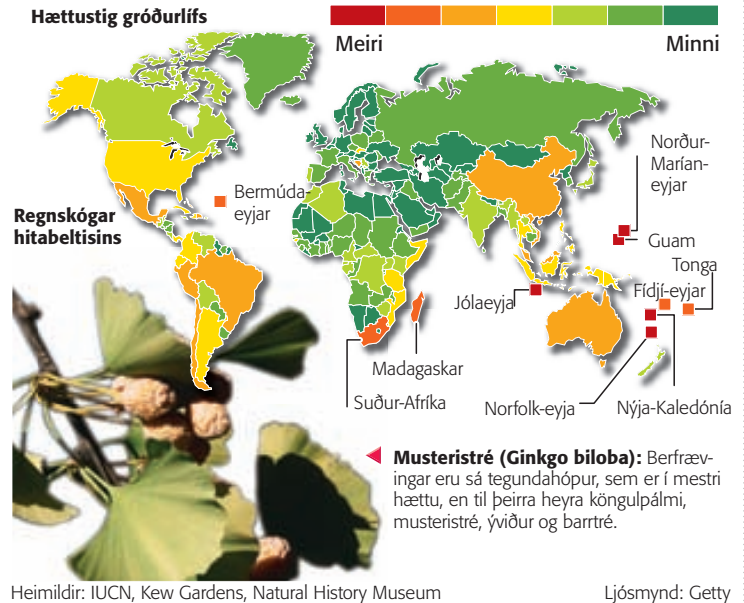 Hættustig gróðurlífs
Meiri
Minni
Norður-
Marían-
eyjar
Bermúda-
eyjar
Regnskógar
hitabeltisins
Guam
Tonga
Fídjí-eyjar
Jólaeyja
Madagaskar
Suður-Afríka
Norfolk-eyja
Nýja-Kaledónía
Musteristré (Ginkgo biloba): Berfræv-
ingar eru sá tegundahópur, sem er í mestri
hættu, en til þeirra heyra köngulpálmi,
musteristré, ýviður og barrtré.
Heimildir: IUCN, Kew Gardens, Natural History Museum
Ljósmynd: Getty